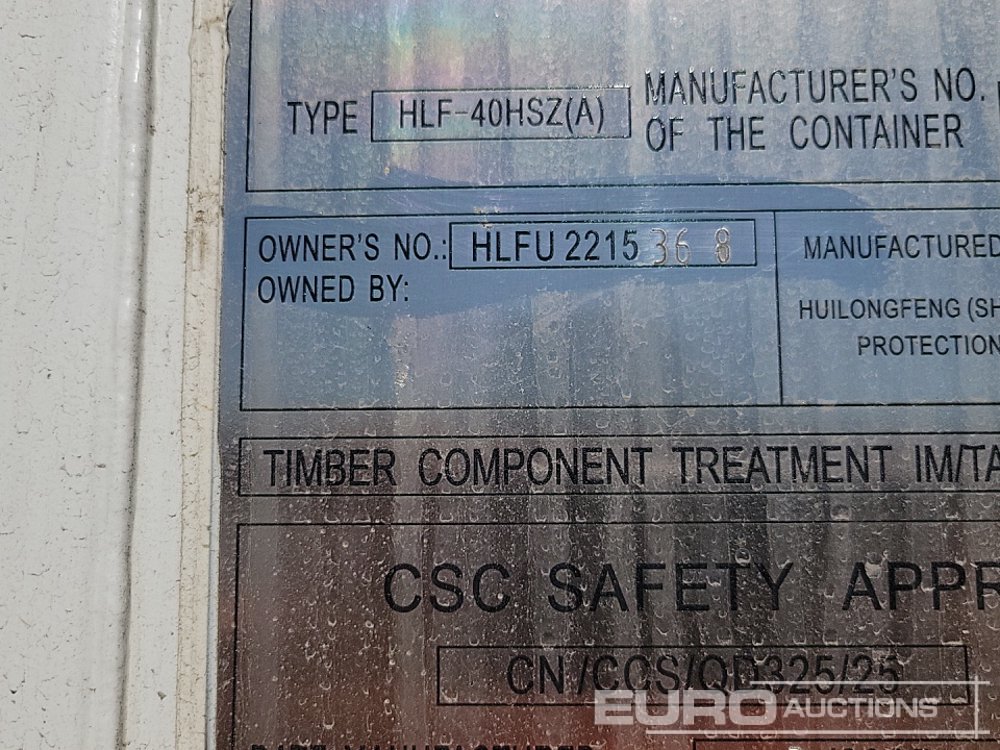 TYPE HLF-40HSZ(A) MANUFACTURER'S NO.
OF THE CONTAINER
OWNER'S NO.: HLFU 2215 36 8
OWNED BY:
MANUFACTURED
HUILONGFENG (SH
PROTECTION
TIMBER COMPONENT TREATMENT IM/TA
CSC SAFETY APPR
CN/CCS/QD325/25
EURO AUCTIONS